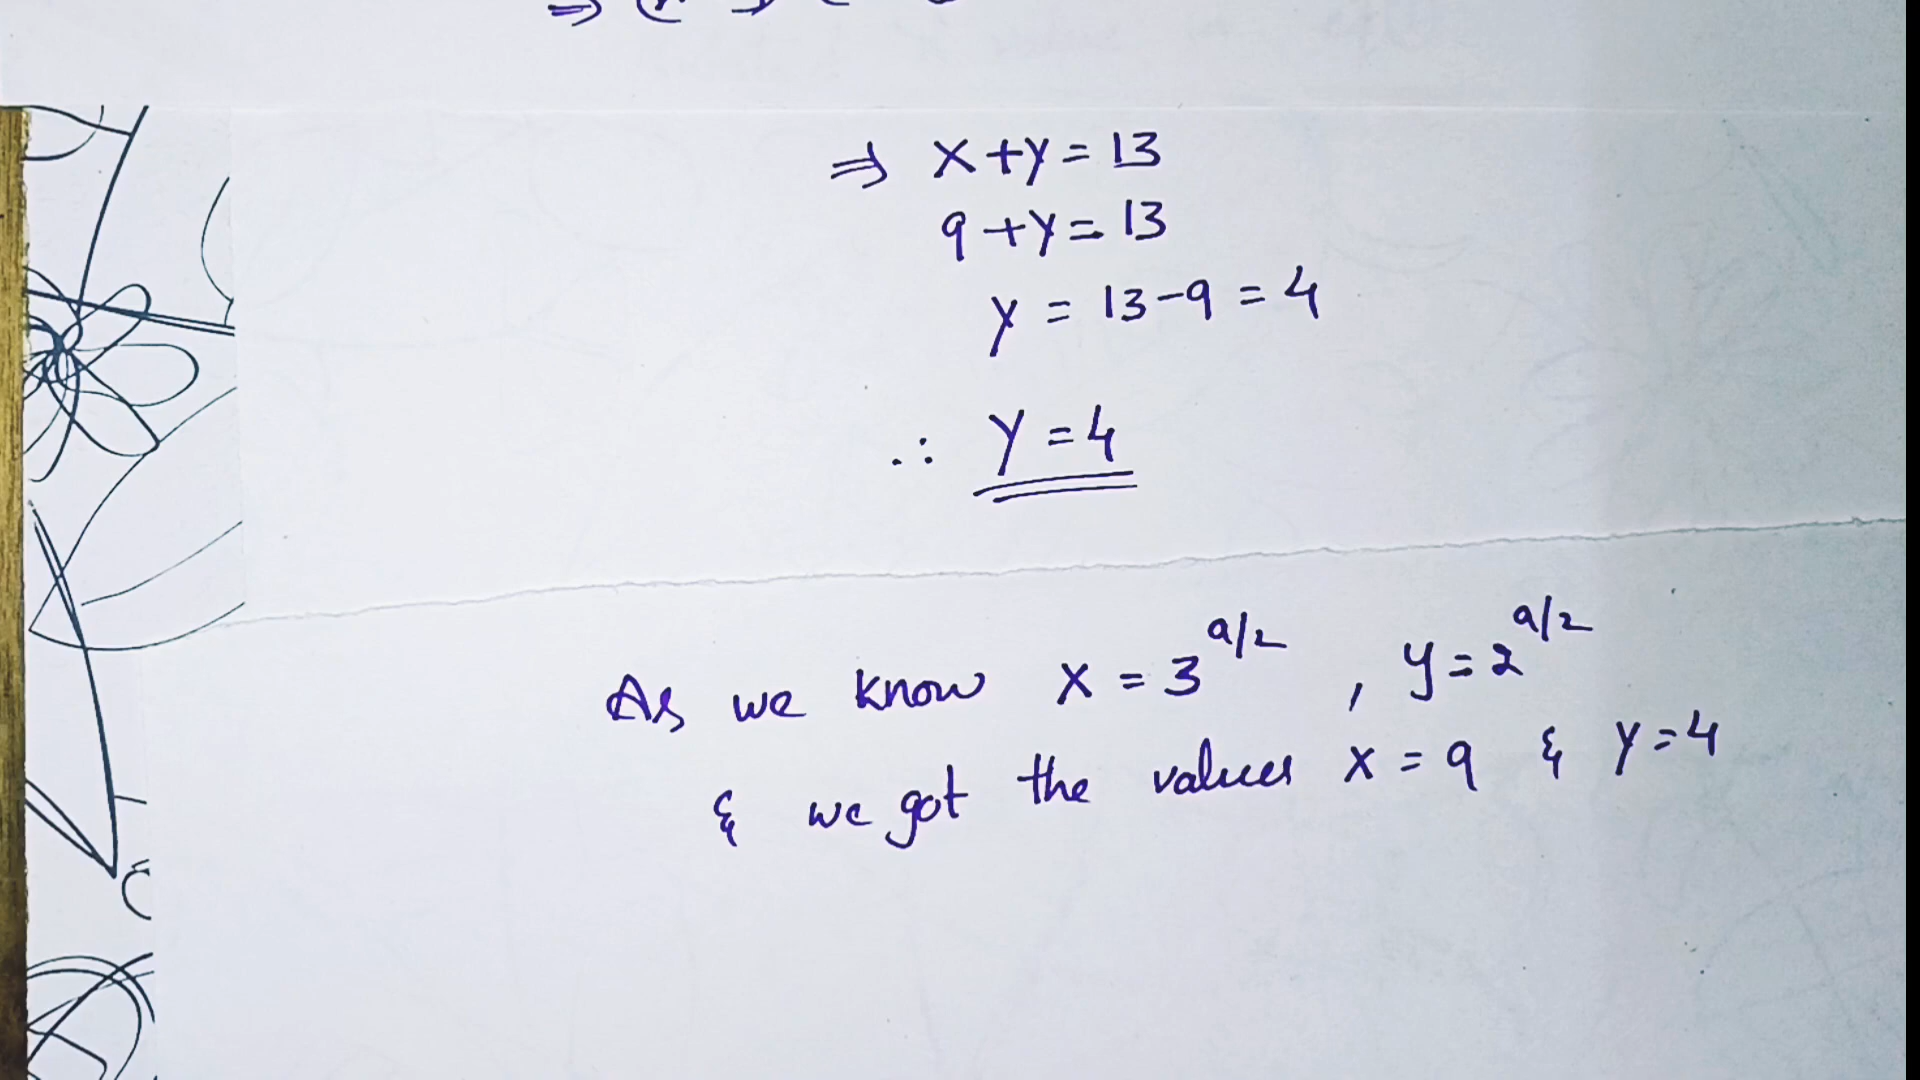 ⇒ x+y=13
9+y=13
y = 13-9 = 4
∴ y=4
As we know x = 3^a/2 , y=2^a/2
& we got the values x=9 & y=4